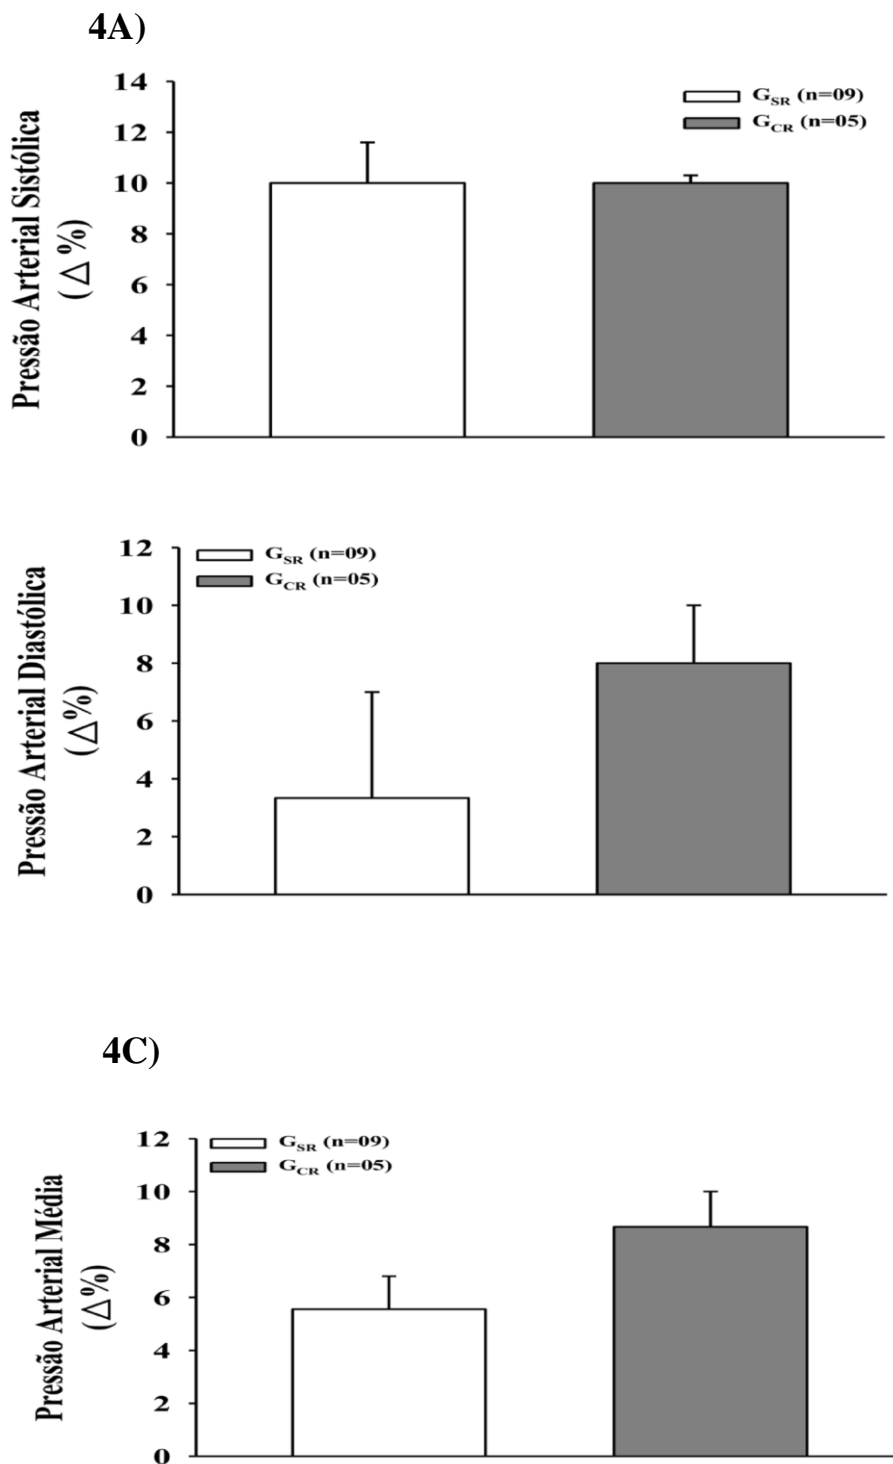 4A)
Pressão Arterial Sistólica
(△%)
14
12
10
8
6
4
2
0
G_SR (n=09)
G_CR (n=05)
Pressão Arterial Diastólica
(△%)
12
10
8
6
4
2
0
G_SR (n=09)
G_CR (n=05)
4C)
Pressão Arterial Média
(△%)
12
10
8
6
4
2
0
G_SR (n=09)
G_CR (n=05)